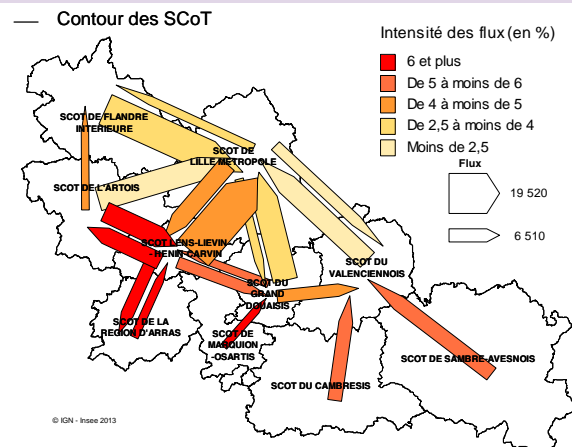 Contour des SCoT
Intensité des flux (en %)
6 et plus
De 5 à moins de 6
De 4 à moins de 5
De 2,5 à moins de 4
Moins de 2,5
Flux
19 520
6 510
SCOT DE FLANDRE
INTERIEURE
SCOT DE
LILLE METROPOLE
SCOT DE L'ARTOIS
SCOT LENS-LIEVIN-
- HENIN CARVIN
SCOT DU
VALENCIENNOIS
SCOT DU
GRAND
DOUAISIS
SCOT DE LA
REGION D'ARRAS
SCOT DE
MARQUION
-OSARTIS
SCOT DE SAMBRE-AVESNOIS
SCOT DU CAMBRESIS
© IGN - Insee 2013